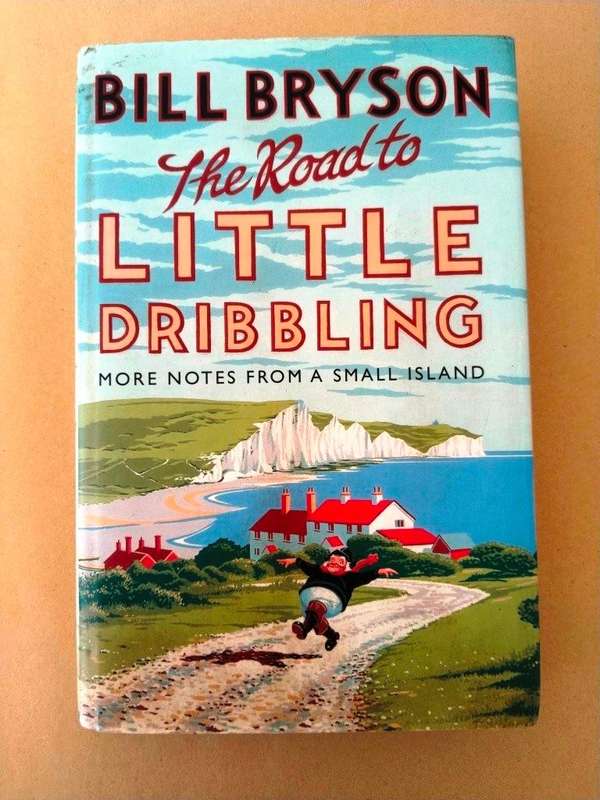 BILL BRYSON
The Road to
LITTLE
DRIBBLING
MORE NOTES FROM A SMALL ISLAND